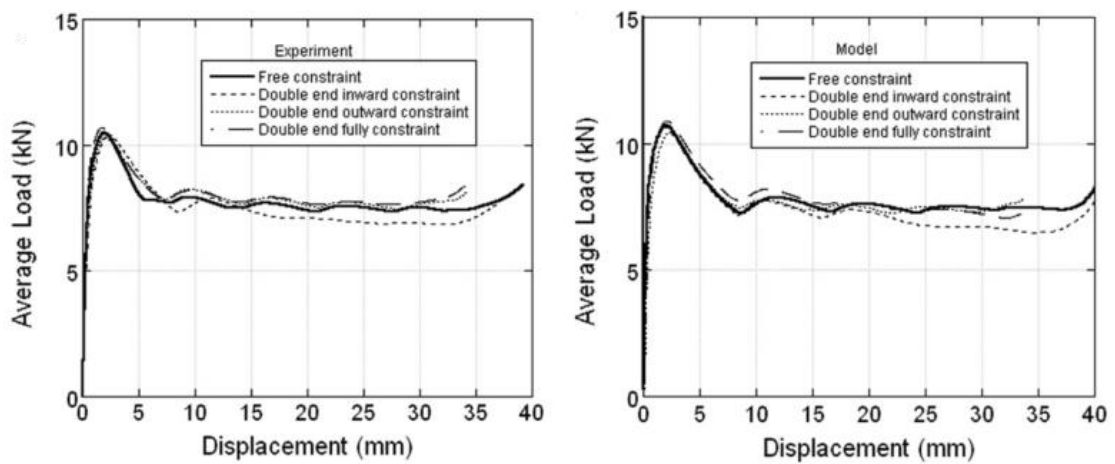 15
Experiment
Free constraint
Double end inward constraint
Double end outward constraint
Double end fully constraint
10
5
0
Average Load (kN)
0 5 10 15 20 25 30 35 40
Displacement (mm)
15
Model
Free constraint
Double end inward constraint
Double end outward constraint
Double end fully constraint
10
5
0
Average Load (kN)
0 5 10 15 20 25 30 35 40
Displacement (mm)